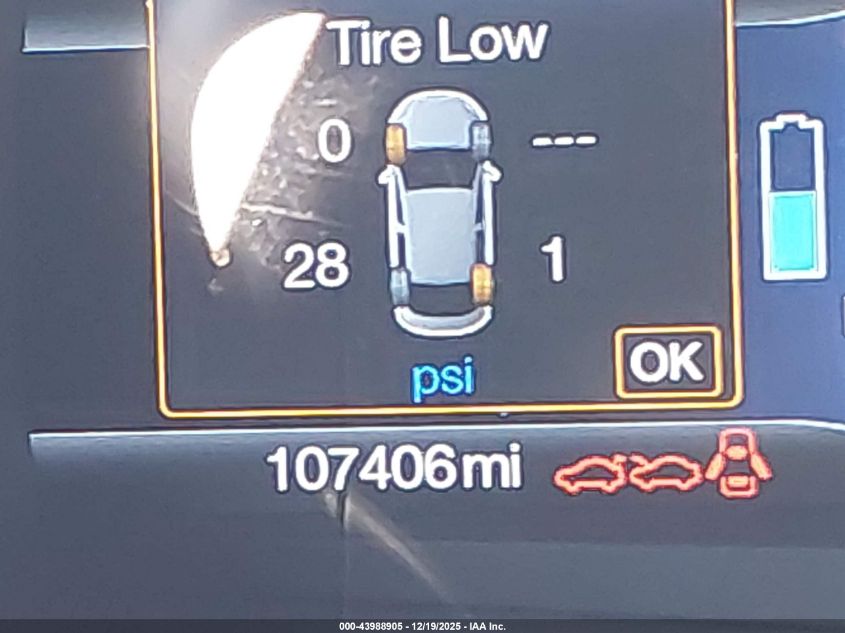 Tire Low
0 ---
28 1
psi
OK
107406mi
000-43988905 - 12/19/2025 - IAA Inc.